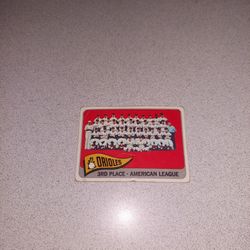 ORIOLES
3RD PLACE - AMERICAN LEAGUE